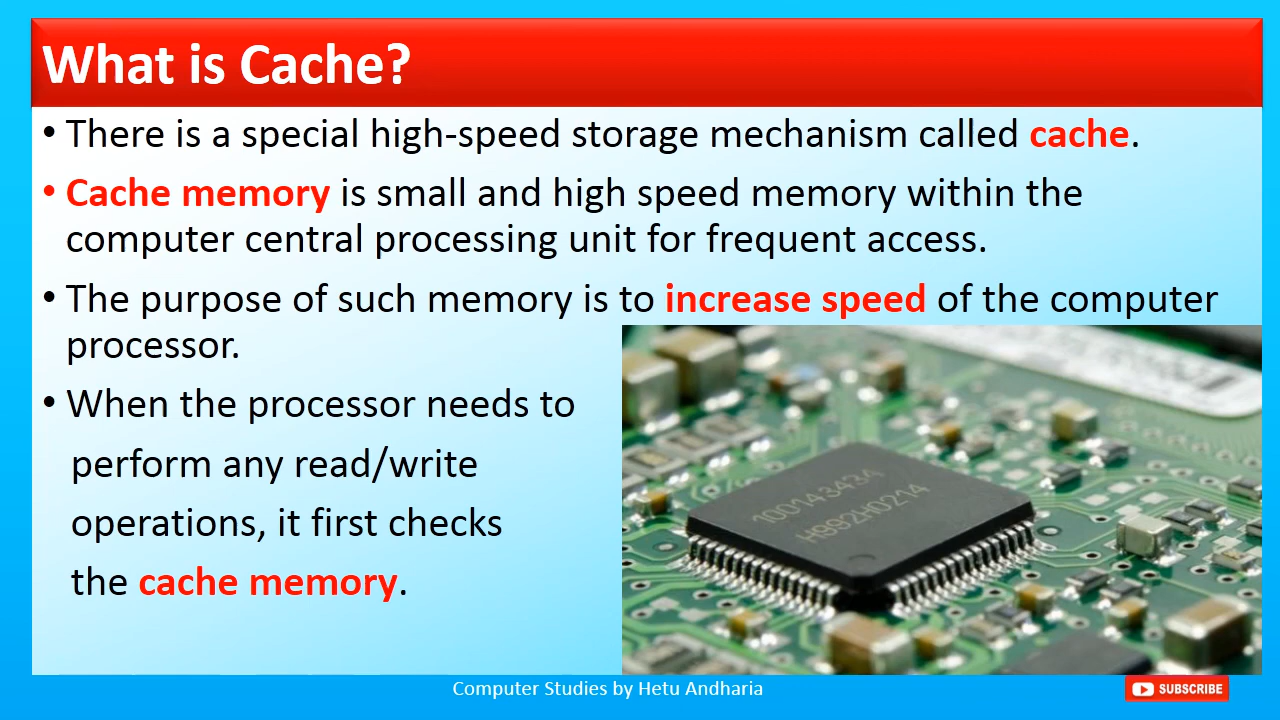 What is Cache?
• There is a special high-speed storage mechanism called cache.
• Cache memory is small and high speed memory within the
computer central processing unit for frequent access.
• The purpose of such memory is to increase speed of the computer
processor.
• When the processor needs to
perform any read/write
operations, it first checks
the cache memory.
100143434
H992H0214
Computer Studies by Hetu Andharia
SUBSCRIBE